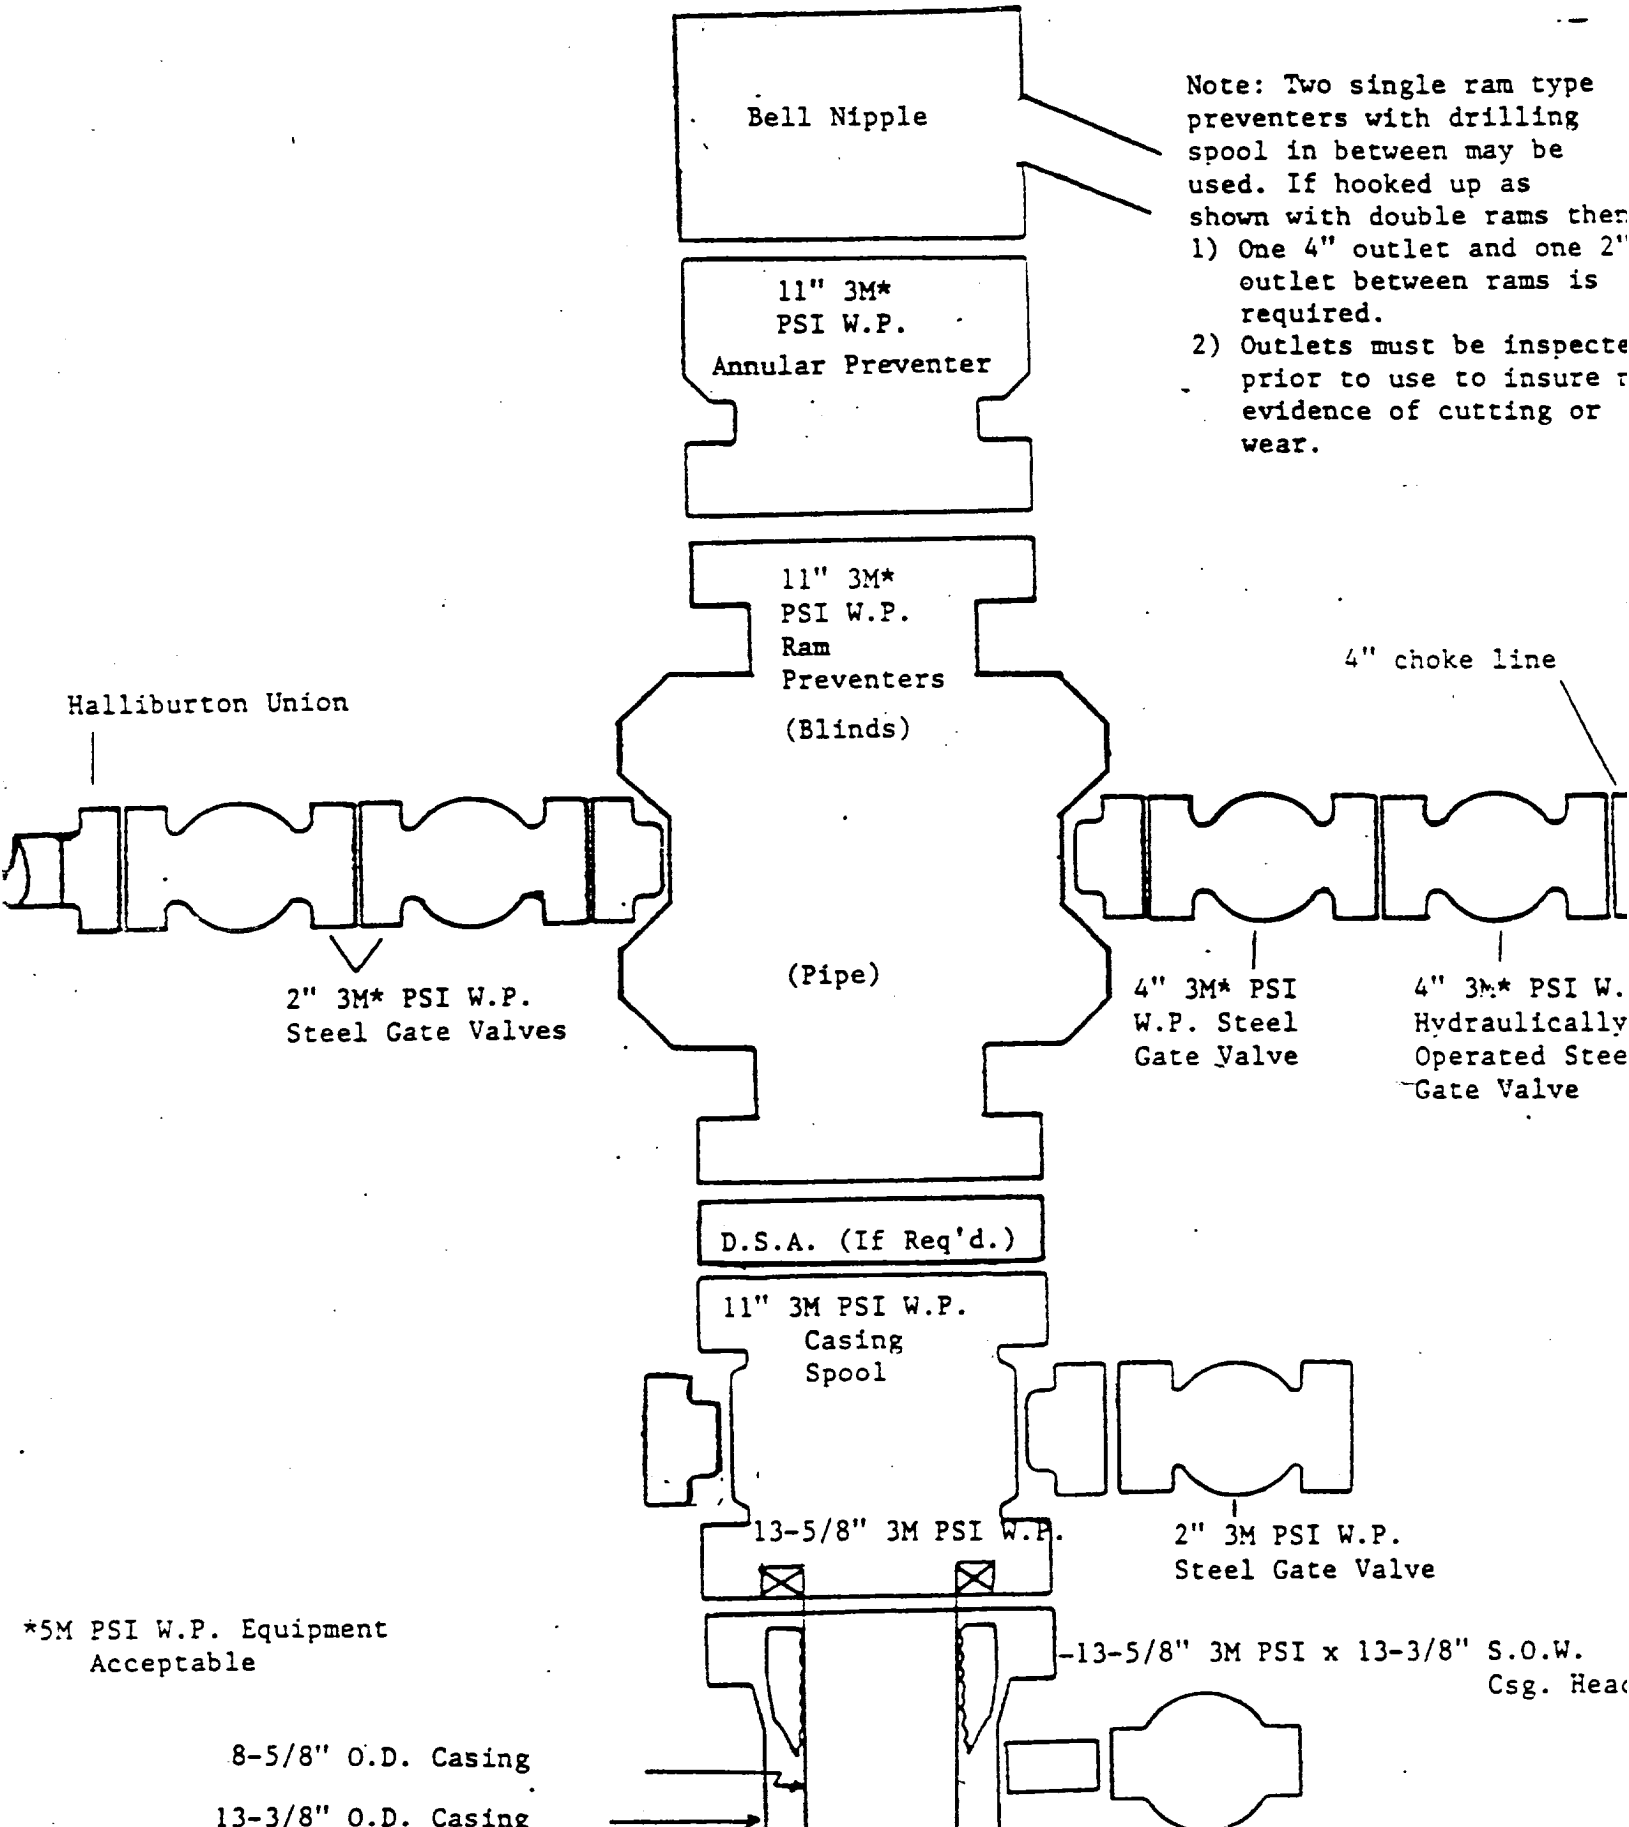 Bell Nipple
Note: Two single ram type
preventers with drilling
spool in between may be
used. If hooked up as
shown with double rams then
1) One 4" outlet and one 2"
outlet between rams is
required.
2) Outlets must be inspecte
prior to use to insure
evidence of cutting or
wear.
11" 3M*
PSI W.P.
Annular Preventer
11" 3M*
PSI W.P.
Ram
Preventers
(Blinds)
4" choke line
Halliburton Union
(Pipe)
2" 3M* PSI W.P.
Steel Gate Valves
4" 3M* PSI
W.P. Steel
Gate Valve
4" 3M* PSI W.
Hydraulically
Operated Stee
Gate Valve
D.S.A. (If Req'd.)
11" 3M PSI W.P.
Casing
Spool
13-5/8" 3M PSI W.P.
2" 3M PSI W.P.
Steel Gate Valve
*5M PSI W.P. Equipment
Acceptable
13-5/8" 3M PSI x 13-3/8" S.O.W.
Csg. Head
8-5/8" O.D. Casing
13-3/8" O.D. Casing